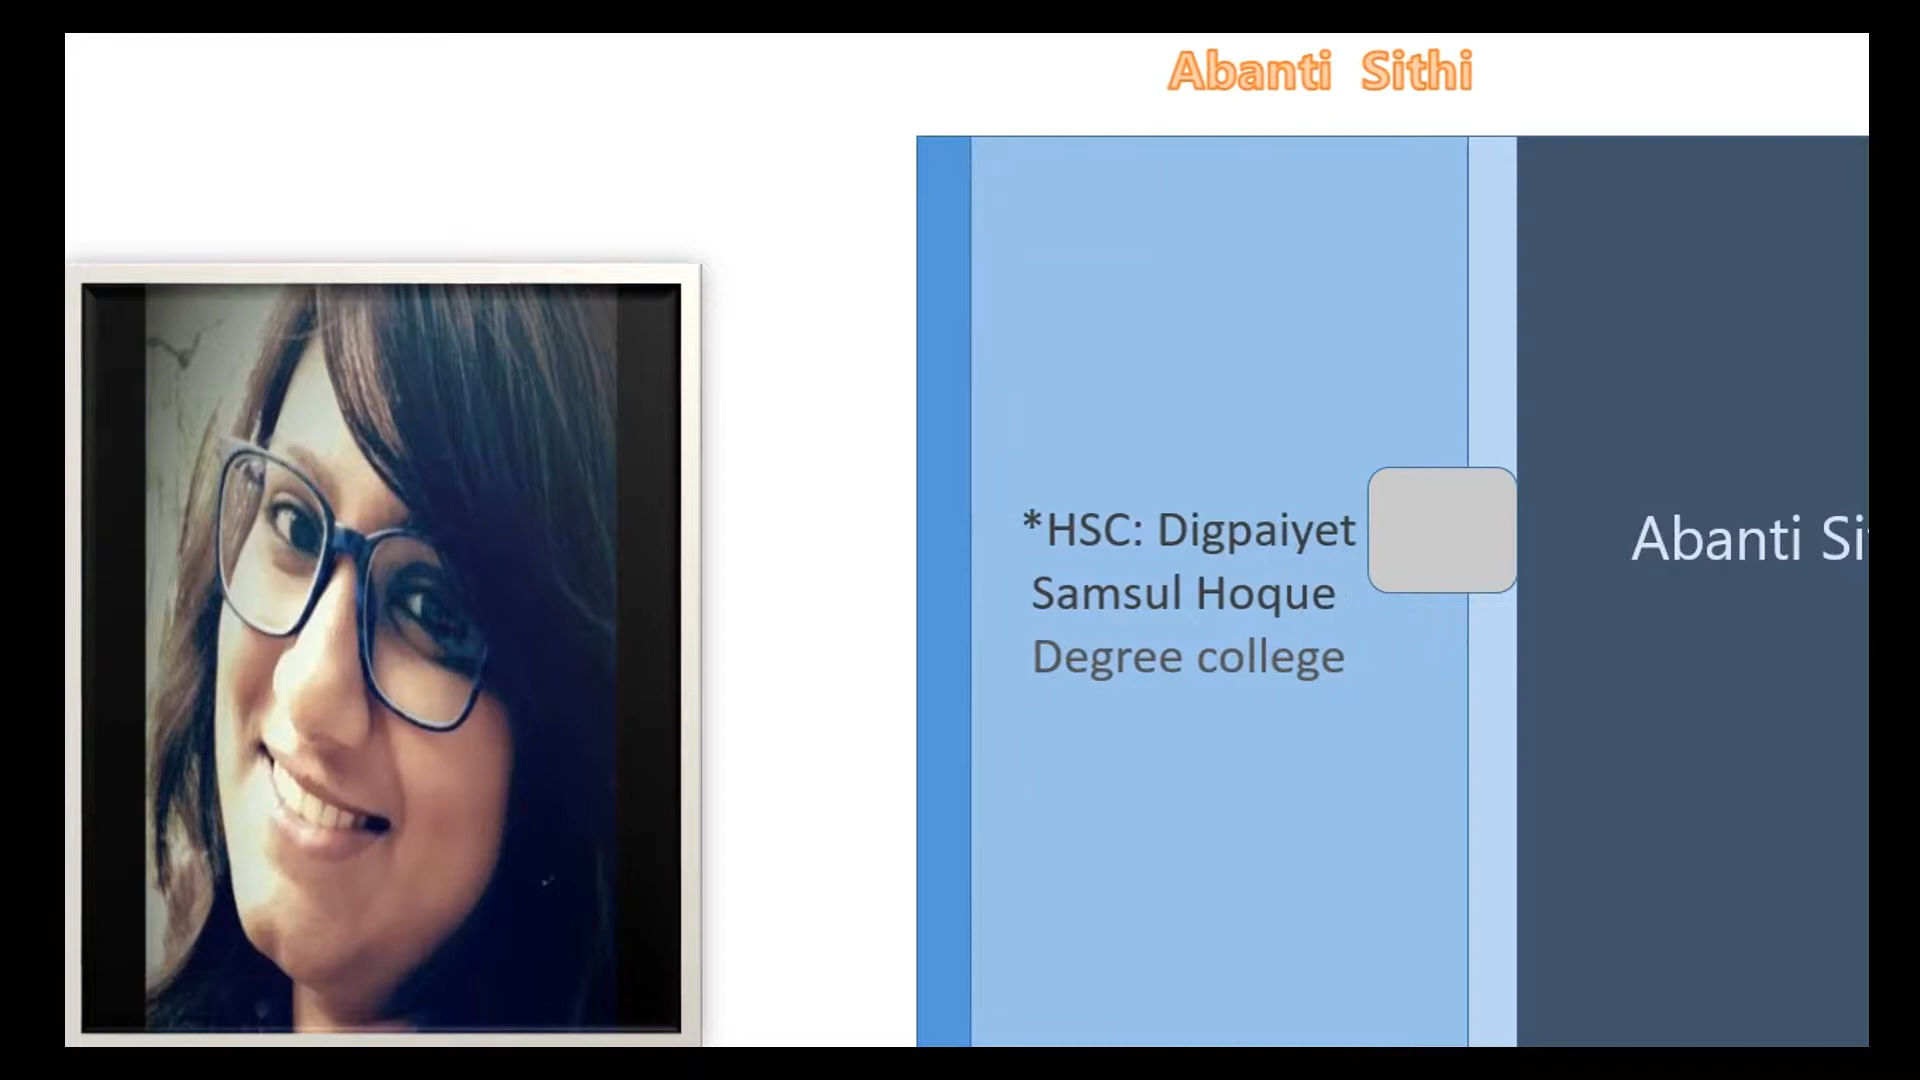 Abanti Sithi
*HSC: Digpaiyet
Samsul Hoque
Degree college
Abanti Si